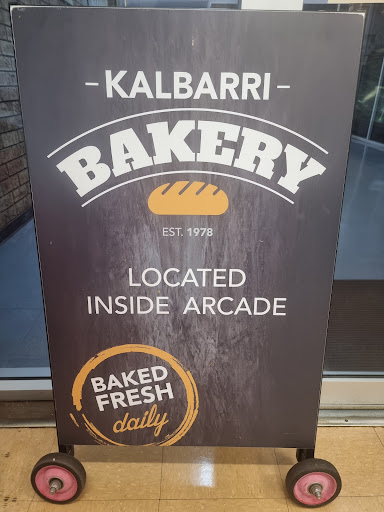 - KALBARRI -
BAKERY
EST. 1978
LOCATED
INSIDE ARCADE
BAKED
FRESH
daily